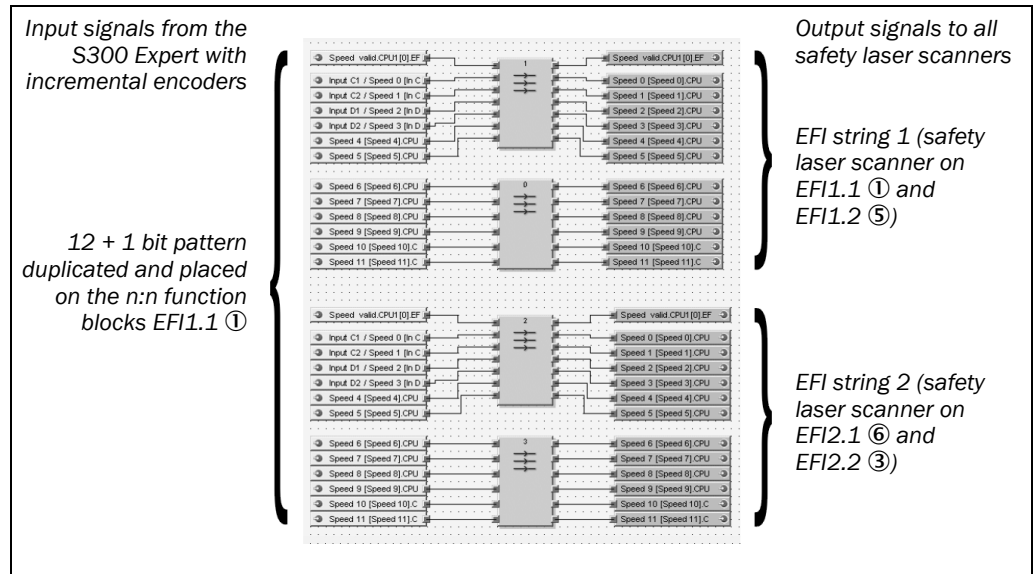 Input signals from the
S300 Expert with
incremental encoders
12 + 1 bit pattern
duplicated and placed
on the n:n function
blocks EFI1.1 ①
Speed valid.CPU1[0].EF
Input C1 / Speed 0 [In C
Input C2 / Speed 1 [In C
Input D1 / Speed 2 [In D
Input D2 / Speed 3 [In D
Speed 4 [Speed 4].CPU
Speed 5 [Speed 5].CPU
1
Speed valid.CPU1[0].EF
Speed 0 [Speed 0].CPU
Speed 1 [Speed 1].CPU
Speed 2 [Speed 2].CPU
Speed 3 [Speed 3].CPU
Speed 4 [Speed 4].CPU
Speed 5 [Speed 5].CPU
Speed 6 [Speed 6].CPU
Speed 7 [Speed 7].CPU
Speed 8 [Speed 8].CPU
Speed 9 [Speed 9].CPU
Speed 10 [Speed 10].C
Speed 11 [Speed 11].C
0
Speed 6 [Speed 6].CPU
Speed 7 [Speed 7].CPU
Speed 8 [Speed 8].CPU
Speed 9 [Speed 9].CPU
Speed 10 [Speed 10].C
Speed 11 [Speed 11].C
Speed valid.CPU1[0].EF
Input C1 / Speed 0 [In C
Input C2 / Speed 1 [In C
Input D1 / Speed 2 [In D
Input D2 / Speed 3 [In D
Speed 4 [Speed 4].CPU
Speed 5 [Speed 5].CPU
2
Speed valid.CPU1[0].EF
Speed 0 [Speed 0].CPU
Speed 1 [Speed 1].CPU
Speed 2 [Speed 2].CPU
Speed 3 [Speed 3].CPU
Speed 4 [Speed 4].CPU
Speed 5 [Speed 5].CPU
Speed 6 [Speed 6].CPU
Speed 7 [Speed 7].CPU
Speed 8 [Speed 8].CPU
Speed 9 [Speed 9].CPU
Speed 10 [Speed 10].C
Speed 11 [Speed 11].C
3
Speed 6 [Speed 6].CPU
Speed 7 [Speed 7].CPU
Speed 8 [Speed 8].CPU
Speed 9 [Speed 9].CPU
Speed 10 [Speed 10].C
Speed 11 [Speed 11].C
Output signals to all
safety laser scanners
EFI string 1 (safety
laser scanner on
EFI1.1 ① and
EFI1.2 ⑤)
EFI string 2 (safety
laser scanner on
EFI2.1 ⑥ and
EFI2.2 ③)